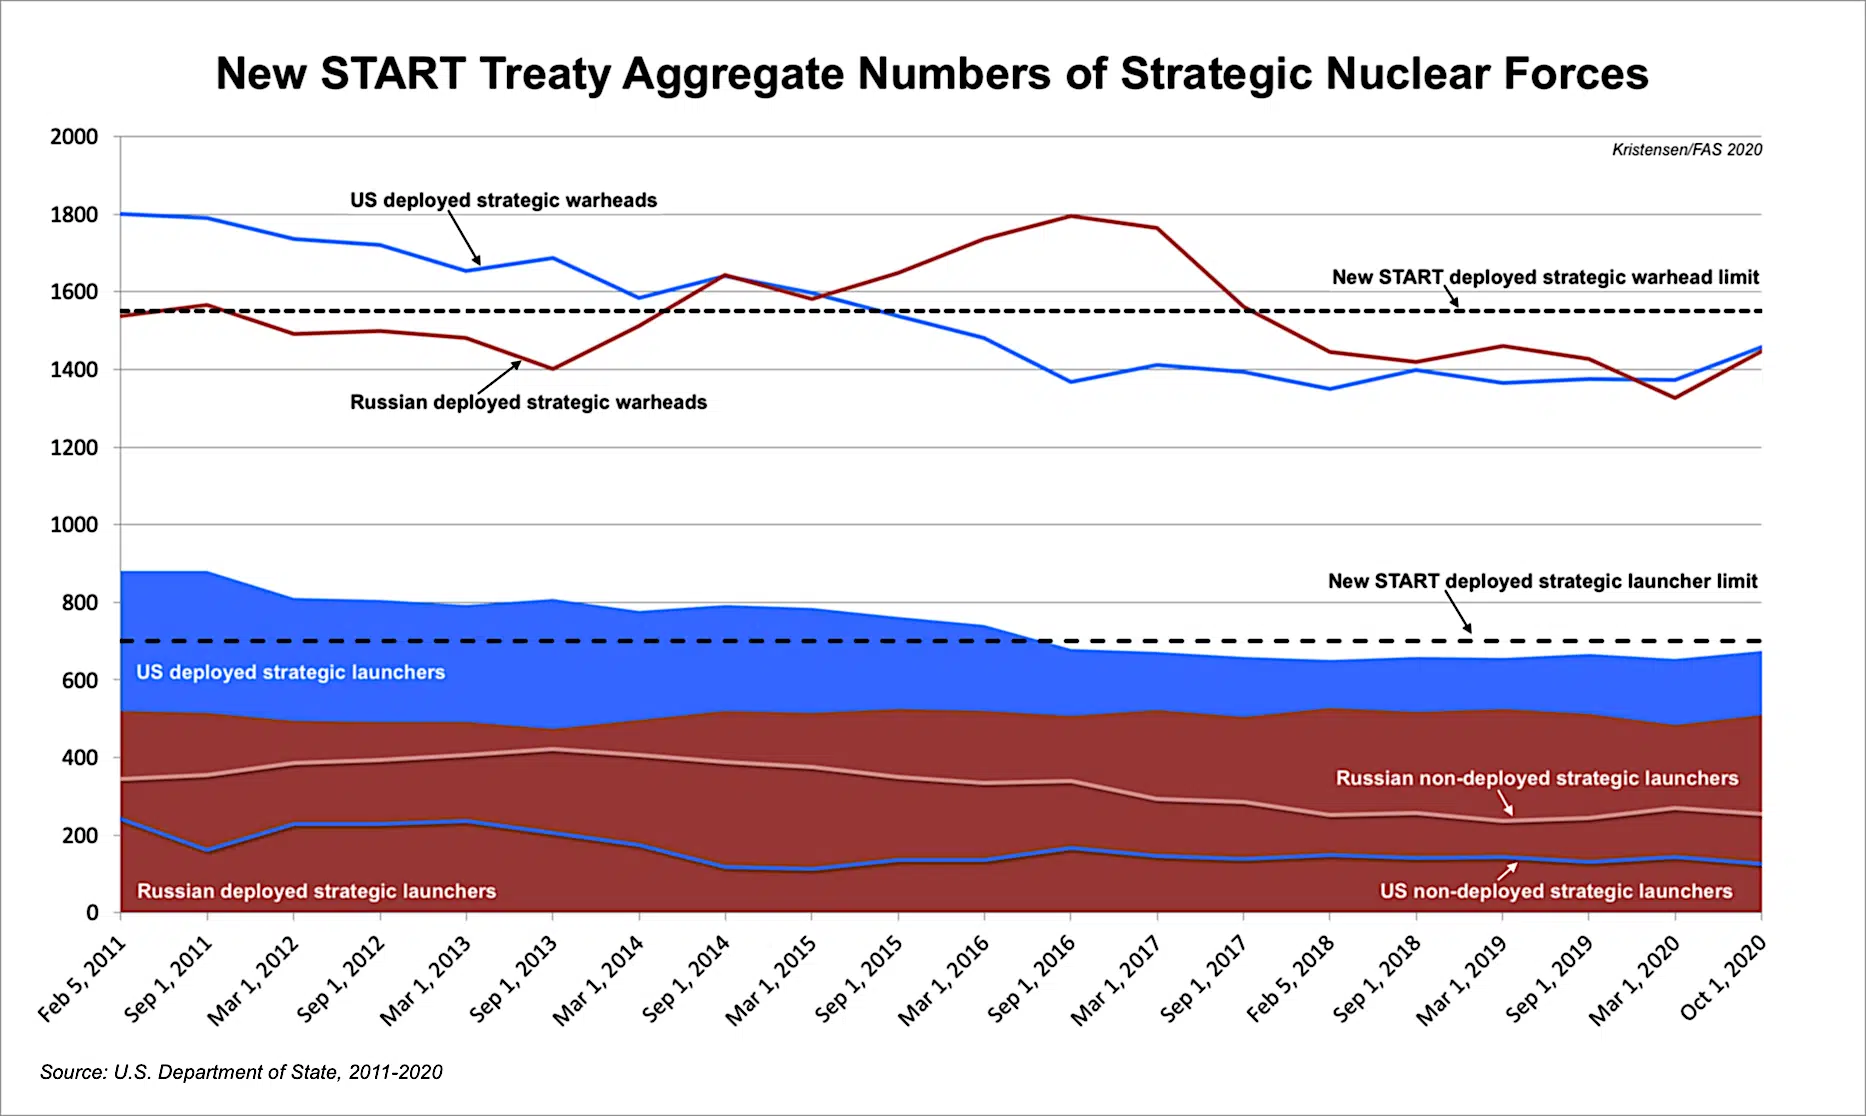 New START Treaty Aggregate Numbers of Strategic Nuclear Forces
2000
Kristensen/FAS 2020
US deployed strategic warheads
1800
New START deployed strategic warhead limit
1600
1400
Russian deployed strategic warheads
1200
1000
New START deployed strategic launcher limit
800
US deployed strategic launchers
600
400
Russian non-deployed strategic launchers
200
Russian deployed strategic launchers
US non-deployed strategic launchers
0
Feb 5, 2011
Sep 1, 2011
Mar 1, 2012
Sep 1, 2012
Mar 1, 2013
Sep 1, 2013
Mar 1, 2014
Sep 1, 2014
Mar 1, 2015
Sep 1, 2015
Mar 1, 2016
Sep 1, 2016
Mar 1, 2017
Sep 1, 2017
Feb 5, 2018
Sep 1, 2018
Mar 1, 2019
Sep 1, 2019
Mar 1, 2020
Oct 1, 2020
Source: U.S. Department of State, 2011-2020